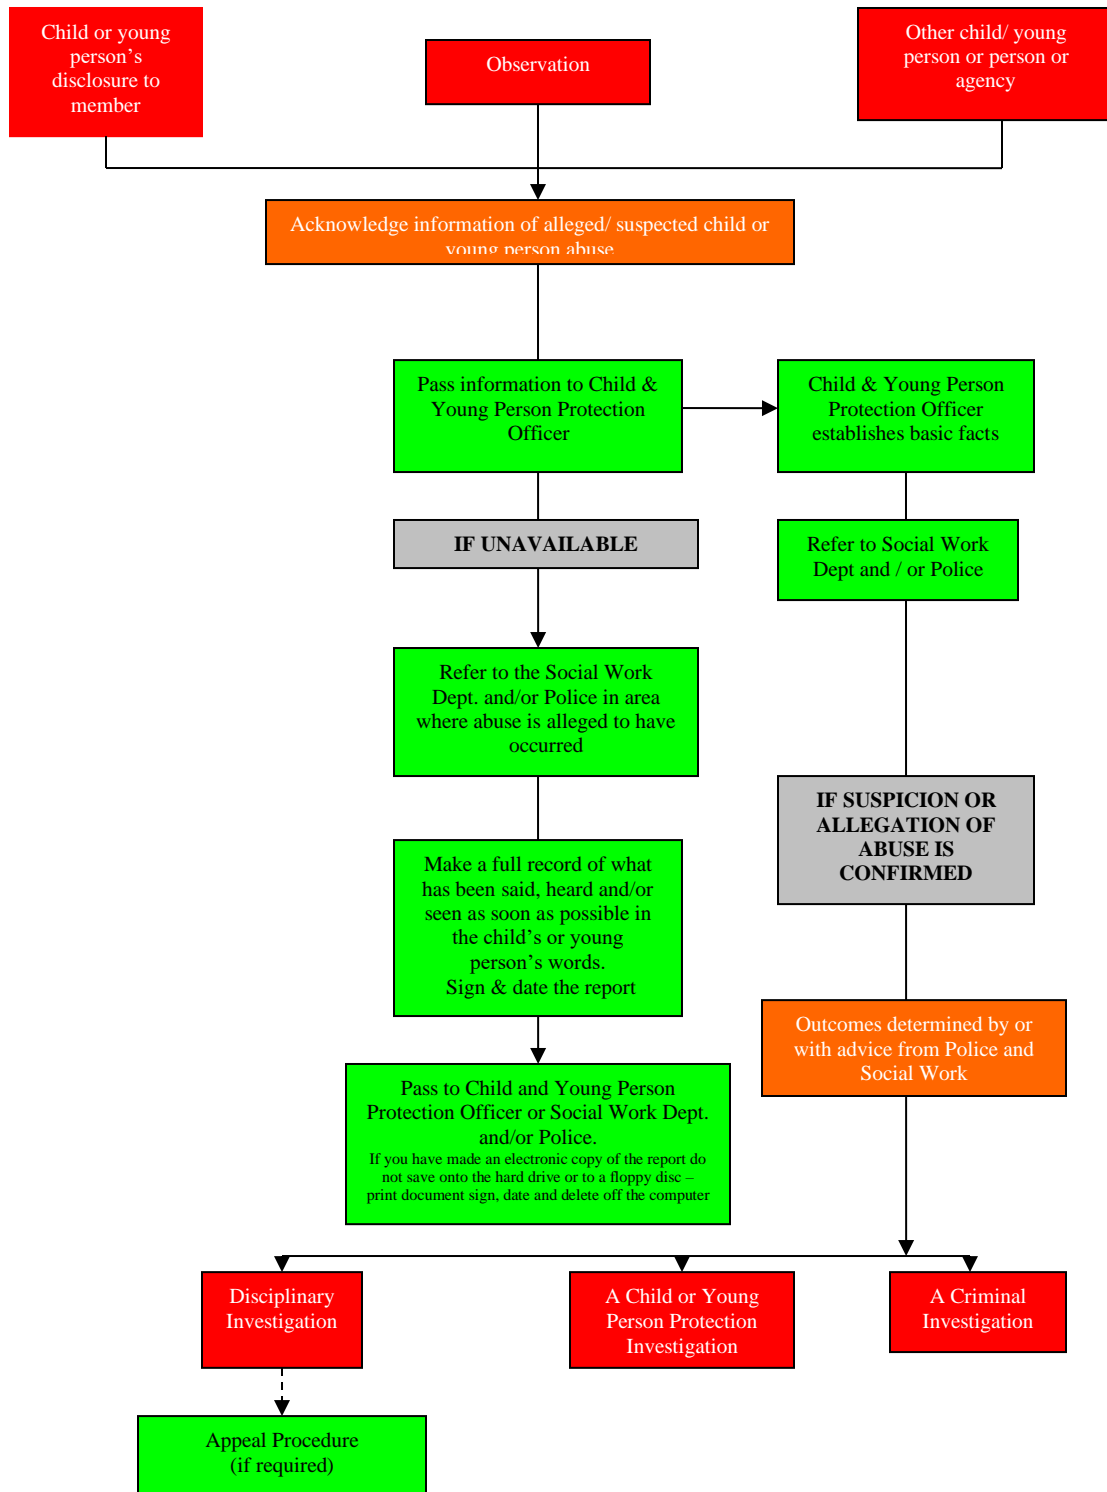 Child or young
person’s
disclosure to
member
Observation
Other child/ young
person or person or
agency
Acknowledge information of alleged/ suspected child or
young person abuse
Pass information to Child &
Young Person Protection
Officer
Child & Young Person
Protection Officer
establishes basic facts
IF UNAVAILABLE
Refer to Social Work
Dept and / or Police
Refer to the Social Work
Dept. and/or Police in area
where abuse is alleged to have
occurred
IF SUSPICION OR
ALLEGATION OF
ABUSE IS
CONFIRMED
Make a full record of what
has been said, heard and/or
seen as soon as possible in
the child’s or young
person’s words.
Sign & date the report
Outcomes determined by or
with advice from Police and
Social Work
Pass to Child and Young Person
Protection Officer or Social Work Dept.
and/or Police.
If you have made an electronic copy of the report do
not save onto the hard drive or to a floppy disc –
print document sign, date and delete off the computer
Disciplinary
Investigation
A Child or Young
Person Protection
Investigation
A Criminal
Investigation
Appeal Procedure
(if required)